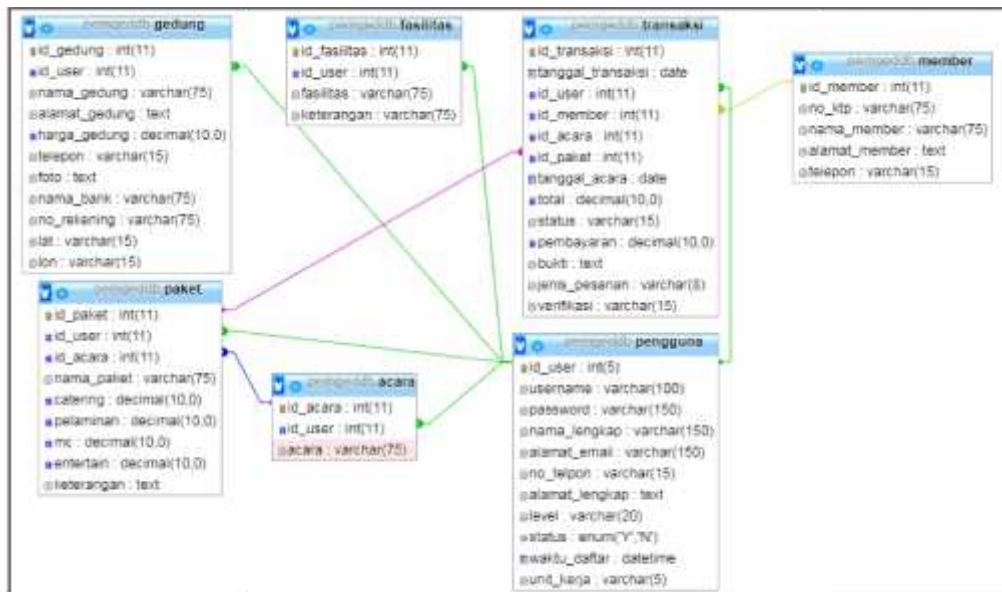 pemgeddb gedung
id_gedung : int(11)
id_user : int(11)
nama_gedung : varchar(75)
alamat_gedung : text
harga_gedung : decimal(10,0)
telepon : varchar(15)
foto : text
nama_bank : varchar(75)
no_rekening : varchar(75)
lat : varchar(15)
lon : varchar(15)
pemgeddb fasilitas
id_fasilitas : int(11)
id_user : int(11)
fasilitas : varchar(75)
keterangan : varchar(75)
pemgeddb transaksi
id_transaksi : int(11)
tanggal_transaksi : date
id_user : int(11)
id_member : int(11)
id_acara : int(11)
id_paket : int(11)
tanggal_acara : date
total : decimal(10,0)
status : varchar(15)
pembayaran : decimal(10,0)
bukti : text
jenis_pesanan : varchar(8)
verifikasi : varchar(15)
pemgeddb member
id_member : int(11)
no_ktp : varchar(75)
nama_member : varchar(75)
alamat_member : text
telepon : varchar(15)
pemgeddb paket
id_paket : int(11)
id_user : int(11)
id_acara : int(11)
nama_paket : varchar(75)
catering : decimal(10,0)
pelaminan : decimal(10,0)
mc : decimal(10,0)
entertain : decimal(10,0)
keterangan : text
pemgeddb acara
id_acara : int(11)
id_user : int(11)
acara : varchar(75)
pemgeddb pengguna
id_user : int(5)
username : varchar(100)
password : varchar(150)
nama_lengkap : varchar(150)
alamat_email : varchar(150)
no_telpon : varchar(15)
alamat_lengkap : text
level : varchar(20)
status : enum('Y','N')
waktu_daftar : datetime
unit_kerja : varchar(5)